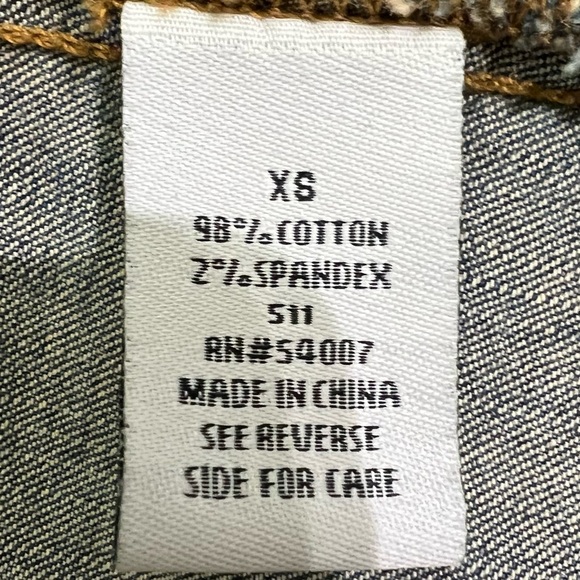 XS
98%COTTON
2%SPANDEX
511
RN#54007
MADE IN CHINA
SEE REVERSE
SIDE FOR CARE